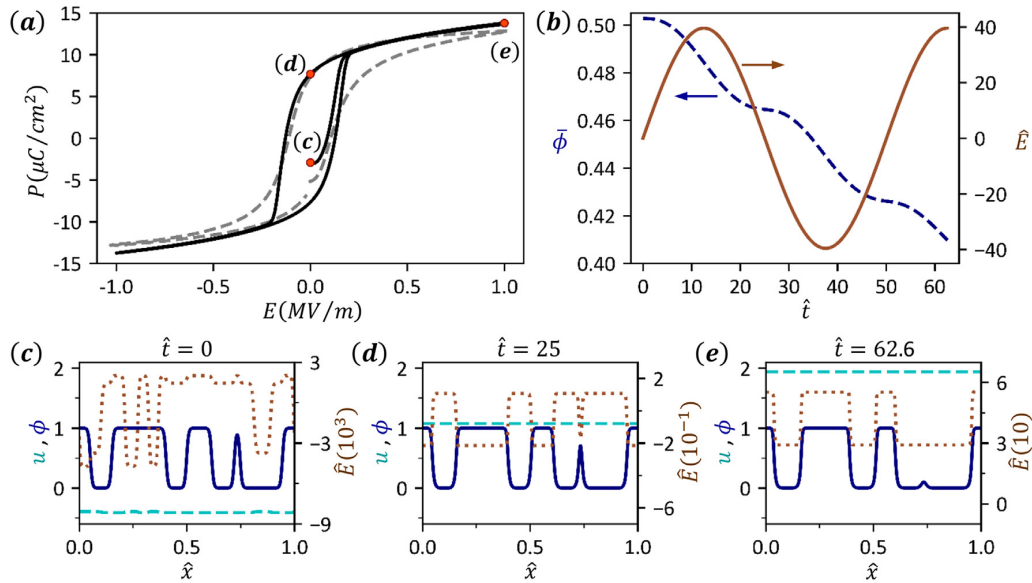 (a)
15
10
5
0
-5
-10
15
P(μC/cm²)
-1.0
-0.5
0.0
0.5
1.0
E(MV/m)
(d)
(c)
(e)
(b)
0.50
0.48
0.46
0.44
0.42
0.40
ϕ̄
0
10
20
30
40
50
60
t̂
40
20
0
−20
−40
Ê
(c)
t̂ = 0
2
1
0
u , ϕ
3
−3
−9
Ê(10³)
0.0
0.5
1.0
x̂
(d)
t̂ = 25
2
1
0
u , ϕ
1
−2
−6
Ê(10⁻¹)
0.0
0.5
1.0
x̂
(e)
t̂ = 62.6
2
1
0
u , ϕ
6
3
0
Ê(10)
0.0
0.5
1.0
x̂